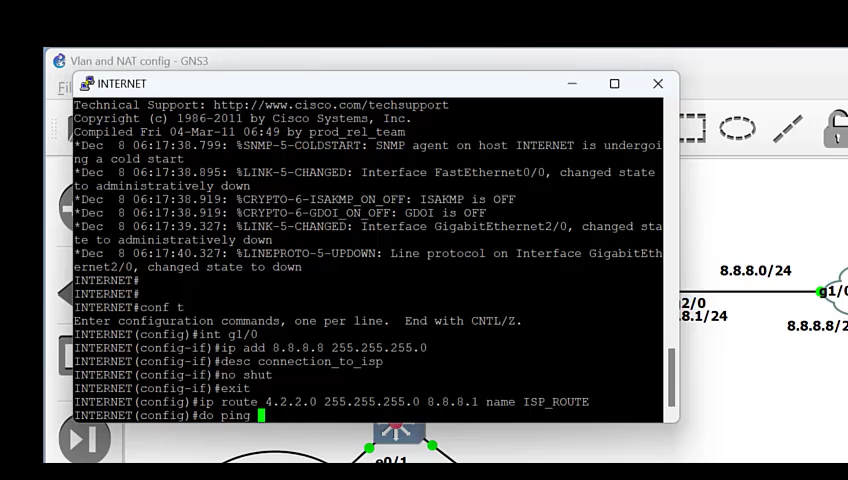 Vlan and NAT config - GNS3
INTERNET
Technical Support: http://www.cisco.com/techsupport
Copyright (c) 1986-2011 by Cisco Systems, Inc.
Compiled Fri 04-Mar-11 06:49 by prod_rel_team
*Dec  8 06:17:38.799: %SNMP-5-COLDSTART: SNMP agent on host INTERNET is undergoi
ng a cold start
*Dec  8 06:17:38.895: %LINK-5-CHANGED: Interface FastEthernet0/0, changed state
to administratively down
*Dec  8 06:17:38.919: %CRYPTO-6-ISAKMP_ON_OFF: ISAKMP is OFF
*Dec  8 06:17:38.919: %CRYPTO-6-GDOI_ON_OFF: GDOI is OFF
*Dec  8 06:17:39.327: %LINK-5-CHANGED: Interface GigabitEthernet2/0, changed sta
te to administratively down
*Dec  8 06:17:40.327: %LINEPROTO-5-UPDOWN: Line protocol on Interface GigabitEth
ernet2/0, changed state to down
INTERNET#
INTERNET#
INTERNET#conf t
Enter configuration commands, one per line.  End with CNTL/Z.
INTERNET(config)#int g1/0
INTERNET(config-if)#ip add 8.8.8.8 255.255.255.0
INTERNET(config-if)#desc connection_to_isp
INTERNET(config-if)#no shut
INTERNET(config-if)#exit
INTERNET(config)#ip route 4.2.2.0 255.255.255.0 8.8.8.1 name ISP_ROUTE
INTERNET(config)#do ping
8.8.8.0/24
g1/0
2/0
8.1/24
8.8.8.8/2
e0/1